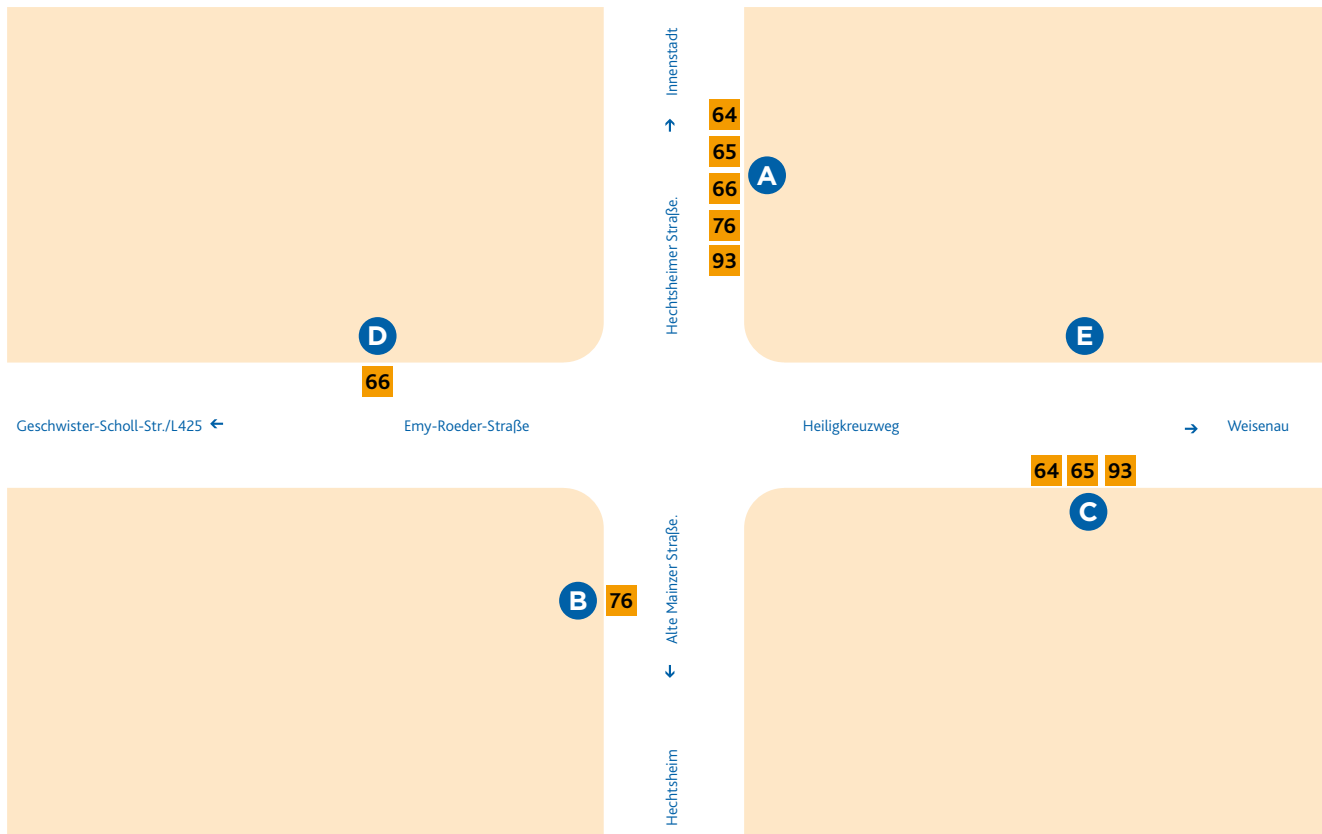 Innenstadt
Hechtsheimer Straße.
64
65
66
76
93
A
D
66
E
Geschwister-Scholl-Str./L425
Emy-Roeder-Straße
Heiligkreuzweg
Weisenau
64 65 93
C
B
76
Alte Mainzer Straße.
Hechtsheim